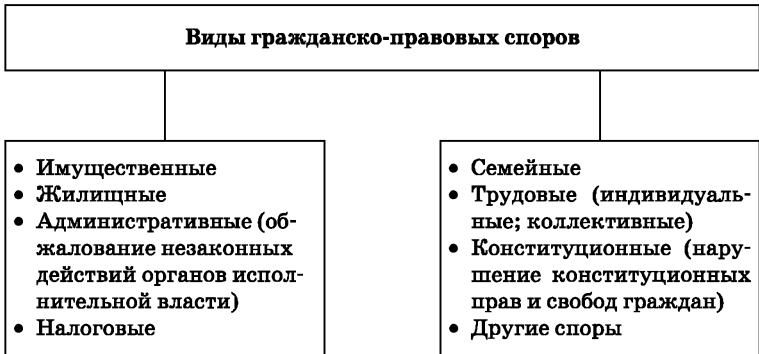 Виды гражданско-правовых споров
• Имущественные
• Жилищные
• Административные (об-
жалование незаконных
действий органов испол-
нительной власти)
• Налоговые
• Семейные
• Трудовые (индивидуаль-
ные; коллективные)
• Конституционные (нару-
шение конституционных
прав и свобод граждан)
• Другие споры